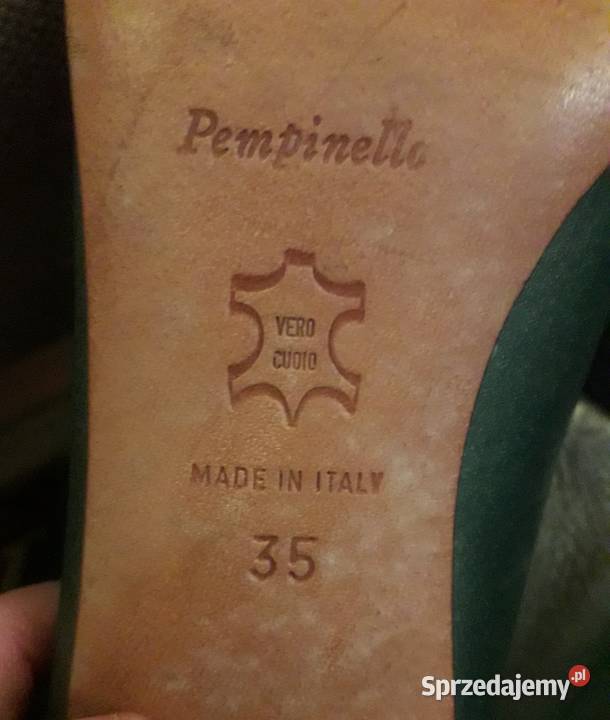 Pempinello
VERO
CUOIO
MADE IN ITALY
35
Sprzedajemy.pl